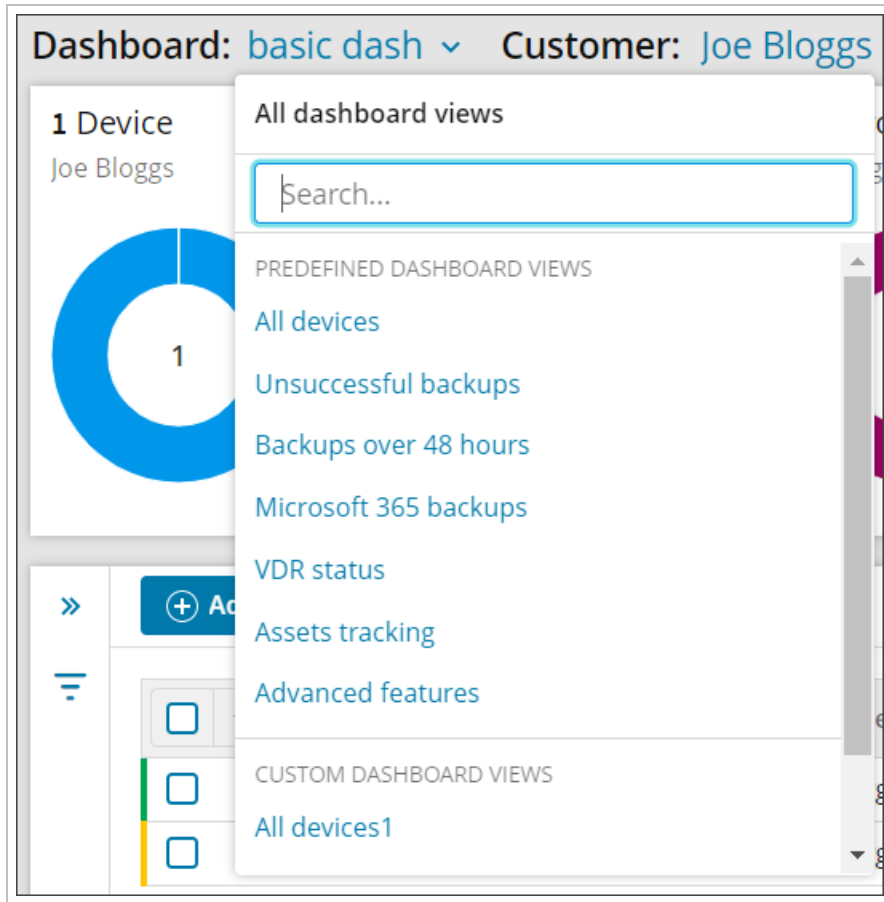 Dashboard: basic dash Customer: Joe Bloggs
All dashboard views
1 Device
Joe Bloggs
Search...
1
PREDEFINED DASHBOARD VIEWS
All devices
Unsuccessful backups
Backups over 48 hours
Microsoft 365 backups
VDR status
Assets tracking
Advanced features
CUSTOM DASHBOARD VIEWS
All devices1